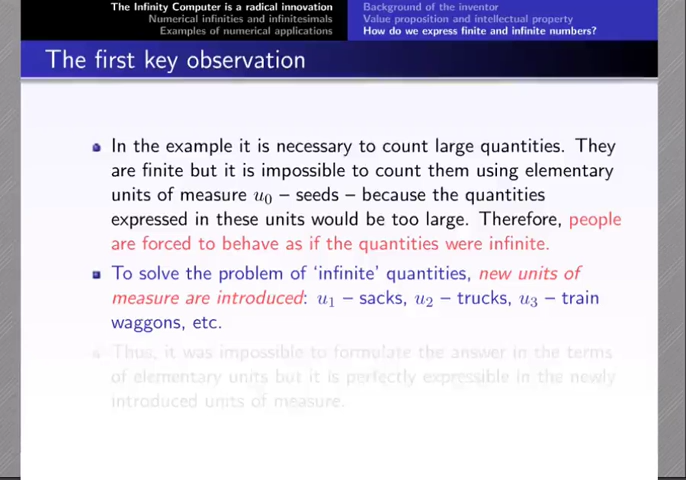 The Infinity Computer is a radical innovation
Numerical infinities and infinitesimals
Examples of numerical applications
Background of the inventor
Value proposition and intellectual property
How do we express finite and infinite numbers?
The first key observation
In the example it is necessary to count large quantities. They
are finite but it is impossible to count them using elementary
units of measure u₀ – seeds – because the quantities
expressed in these units would be too large. Therefore, people
are forced to behave as if the quantities were infinite.
To solve the problem of ‘infinite’ quantities, new units of
measure are introduced: u₁ – sacks, u₂ – trucks, u₃ – train
waggons, etc.
Thus, it was impossible to formulate the answer in the terms
of elementary units but it is perfectly expressible in the newly
introduced units of measure.